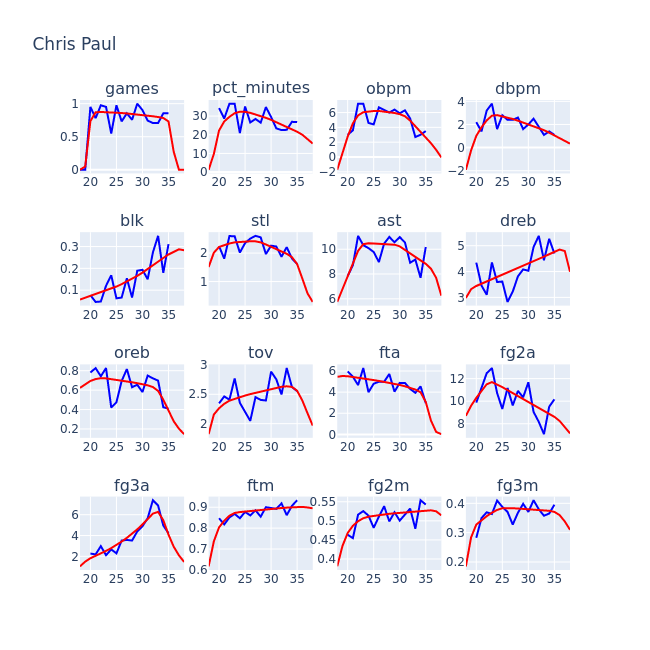 Chris Paul
games pct_minutes obpm dbpm
1 0.5 0 20 25 30 35
30 20 10 0 20 25 30 35
6 4 2 0 −2 20 25 30 35
4 2 0 −2 20 25 30 35
blk stl ast dreb
0.3 0.2 0.1 20 25 30 35
2 1 20 25 30 35
10 8 6 20 25 30 35
5 4 3 20 25 30 35
oreb tov fta fg2a
0.8 0.6 0.4 0.2 20 25 30 35
3 2.5 2 20 25 30 35
6 4 2 0 20 25 30 35
12 10 8 20 25 30 35
fg3a ftm fg2m fg3m
6 4 2 20 25 30 35
0.9 0.8 0.7 0.6 20 25 30 35
0.55 0.5 0.45 0.4 20 25 30 35
0.4 0.3 0.2 20 25 30 35